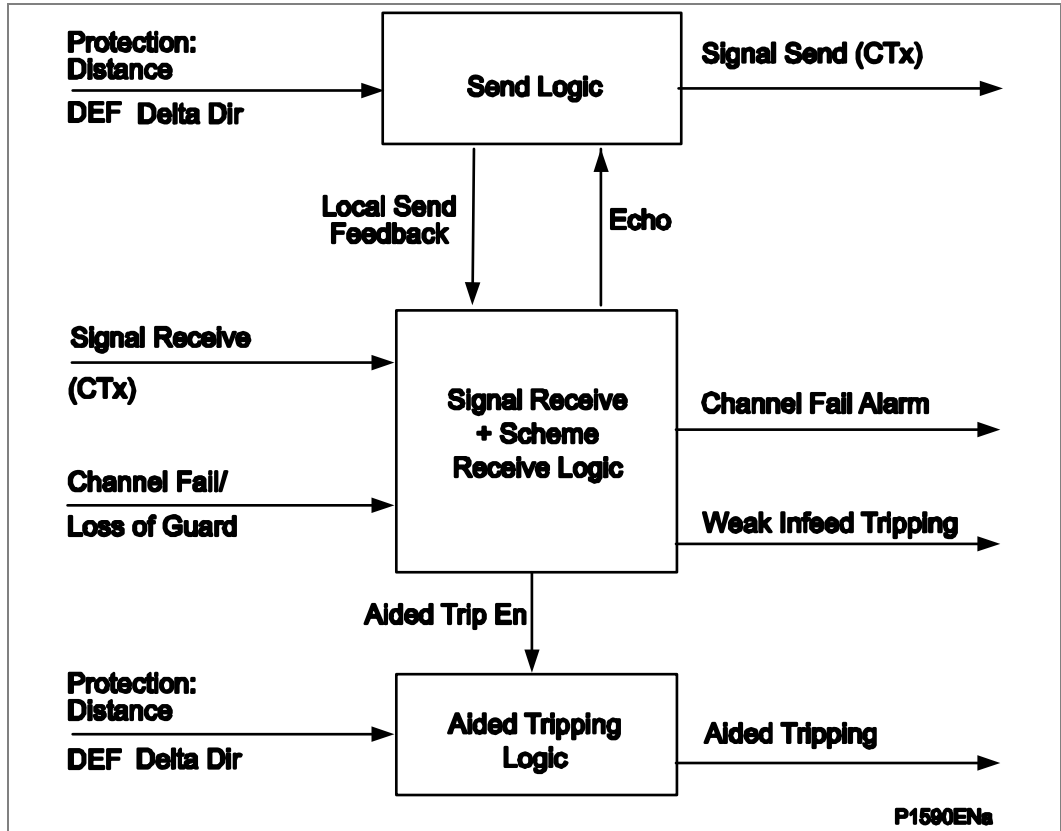 Protection:
Distance
DEF Delta Dir
Send Logic
Signal Send (CTx)
Local Send
Feedback
Echo
Signal Receive
(CTx)
Channel Fail/
Loss of Guard
Signal Receive
+ Scheme
Receive Logic
Channel Fail Alarm
Weak Infeed Tripping
Aided Trip En
Protection:
Distance
DEF Delta Dir
Aided Tripping
Logic
Aided Tripping
P1590ENa